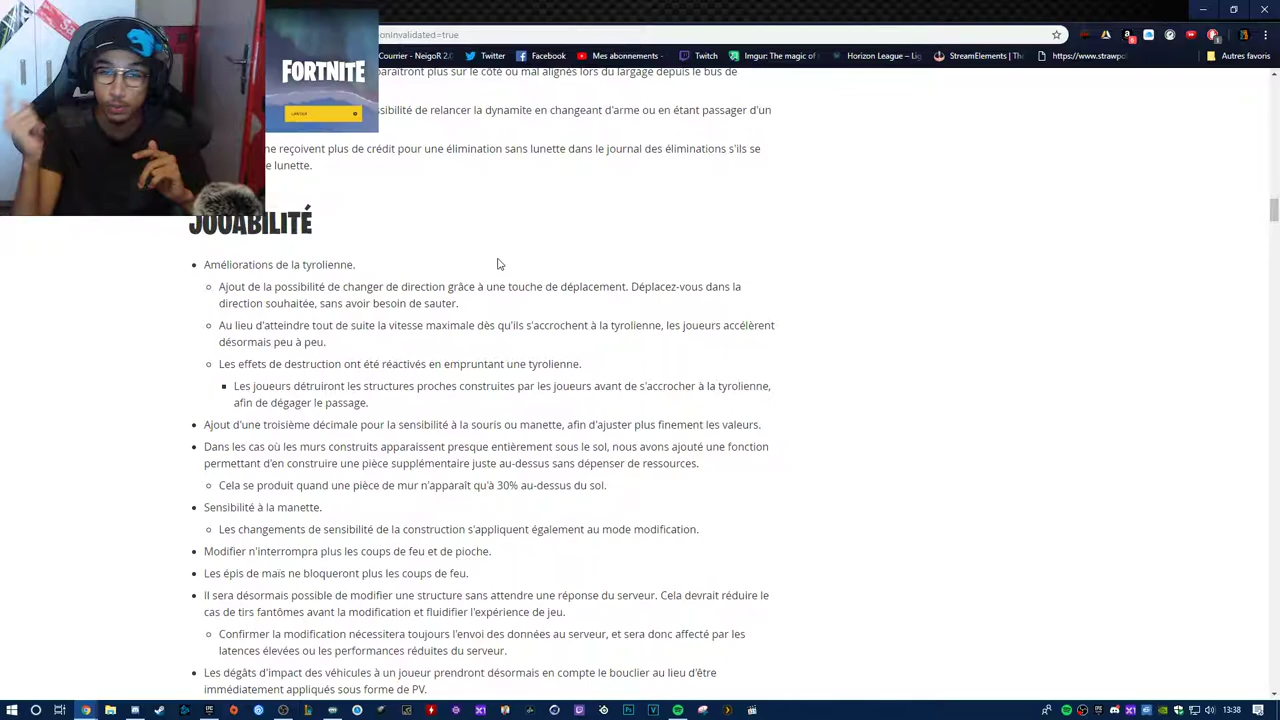 onInvalidated=true
Courrier - NeigoR 2.0
Twitter
Facebook
Mes abonnements -
Twitch
Imgur: The magic of
Horizon League – Lig
StreamElements | The
https://www.strawpo
Autres favoris
FORTNITE
paraîtront plus sur le côté ou mal alignés lors du largage depuis le bus de
ssibilité de relancer la dynamite en changeant d'arme ou en étant passager d'un
ne reçoivent plus de crédit pour une élimination sans lunette dans le journal des éliminations s'ils se
e lunette.
JOUABILITÉ
• Améliorations de la tyrolienne.
◦ Ajout de la possibilité de changer de direction grâce à une touche de déplacement. Déplacez-vous dans la
direction souhaitée, sans avoir besoin de sauter.
◦ Au lieu d'atteindre tout de suite la vitesse maximale dès qu'ils s'accrochent à la tyrolienne, les joueurs accélèrent
désormais peu à peu.
◦ Les effets de destruction ont été réactivés en empruntant une tyrolienne.
▪ Les joueurs détruiront les structures proches construites par les joueurs avant de s'accrocher à la tyrolienne,
afin de dégager le passage.
• Ajout d'une troisième décimale pour la sensibilité à la souris ou manette, afin d'ajuster plus finement les valeurs.
• Dans les cas où les murs construits apparaissent presque entièrement sous le sol, nous avons ajouté une fonction
permettant d'en construire une pièce supplémentaire juste au-dessus sans dépenser de ressources.
◦ Cela se produit quand une pièce de mur n'apparaît qu'à 30% au-dessus du sol.
• Sensibilité à la manette.
◦ Les changements de sensibilité de la construction s'appliquent également au mode modification.
• Modifier n'interrompra plus les coups de feu et de pioche.
• Les épis de maïs ne bloqueront plus les coups de feu.
• Il sera désormais possible de modifier une structure sans attendre une réponse du serveur. Cela devrait réduire le
cas de tirs fantômes avant la modification et fluidifier l'expérience de jeu.
◦ Confirmer la modification nécessitera toujours l'envoi des données au serveur, et sera donc affecté par les
latences élevées ou les performances réduites du serveur.
• Les dégâts d'impact des véhicules à un joueur prendront désormais en compte le bouclier au lieu d'être
immédiatement appliqués sous forme de PV.
13:38